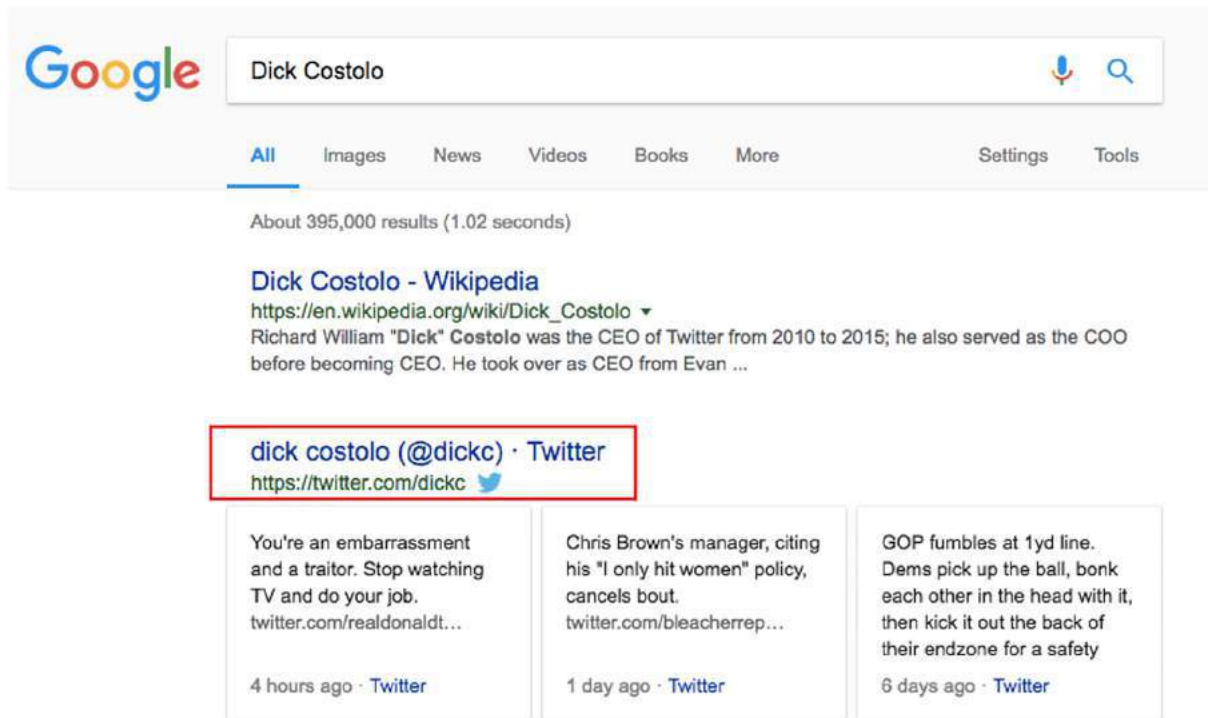 Google
Dick Costolo
All Images News Videos Books More Settings Tools
About 395,000 results (1.02 seconds)
Dick Costolo - Wikipedia
https://en.wikipedia.org/wiki/Dick_Costolo
Richard William "Dick" Costolo was the CEO of Twitter from 2010 to 2015; he also served as the COO
before becoming CEO. He took over as CEO from Evan ...
dick costolo (@dickc) · Twitter
https://twitter.com/dickc
You're an embarrassment
and a traitor. Stop watching
TV and do your job.
twitter.com/realdonaldt...
4 hours ago · Twitter
Chris Brown's manager, citing
his "I only hit women" policy,
cancels bout.
twitter.com/bleacherrep...
1 day ago · Twitter
GOP fumbles at 1yd line.
Dems pick up the ball, bonk
each other in the head with it,
then kick it out the back of
their endzone for a safety
6 days ago · Twitter